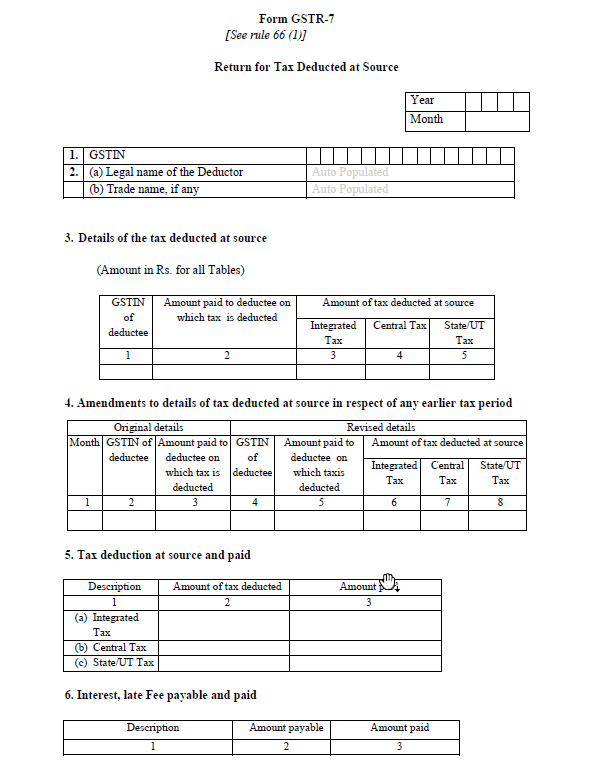 Form GSTR-7
[See rule 66 (1)]
Return for Tax Deducted at Source
Year
Month
1. GSTIN
2. (a) Legal name of the Deductor Auto Populated
(b) Trade name, if any Auto Populated
3. Details of the tax deducted at source
(Amount in Rs. for all Tables)
GSTIN of deductee Amount paid to deductee on which tax is deducted Amount of tax deducted at source
Integrated Tax Central Tax State/UT Tax
1 2 3 4 5
4. Amendments to details of tax deducted at source in respect of any earlier tax period
Original details Revised details
Month GSTIN of deductee Amount paid to deductee on which tax is deducted GSTIN of deductee Amount paid to deductee on which taxis deducted Amount of tax deducted at source
Integrated Tax Central Tax State/UT Tax
1 2 3 4 5 6 7 8
5. Tax deduction at source and paid
Description Amount of tax deducted Amount
1 2 3
(a) Integrated Tax
(b) Central Tax
(c) State/UT Tax
6. Interest, late Fee payable and paid
Description Amount payable Amount paid
1 2 3